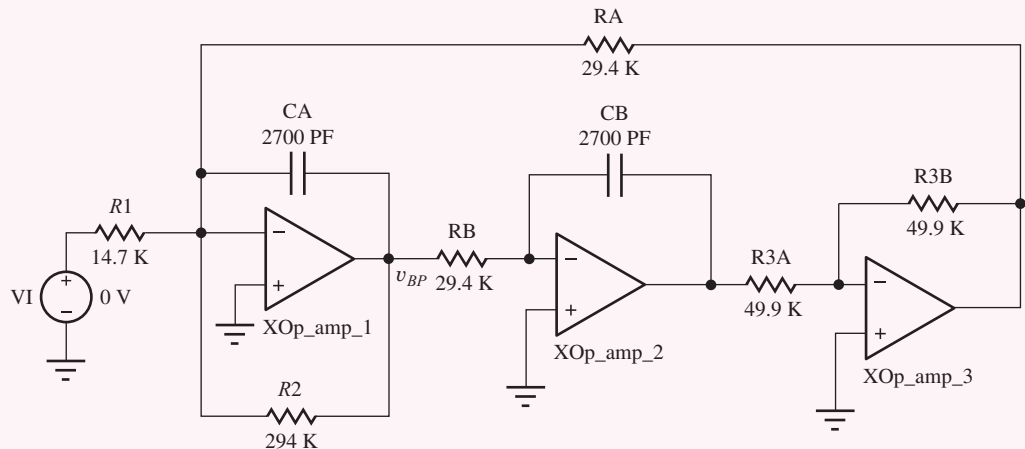 RA
29.4 K
CA
2700 PF
CB
2700 PF
R1
14.7 K
R3B
49.9 K
RB
29.4 K
R3A
49.9 K
v_BP
VI
+
−
0 V
−
+
XOp_amp_1
−
+
XOp_amp_2
−
+
XOp_amp_3
R2
294 K